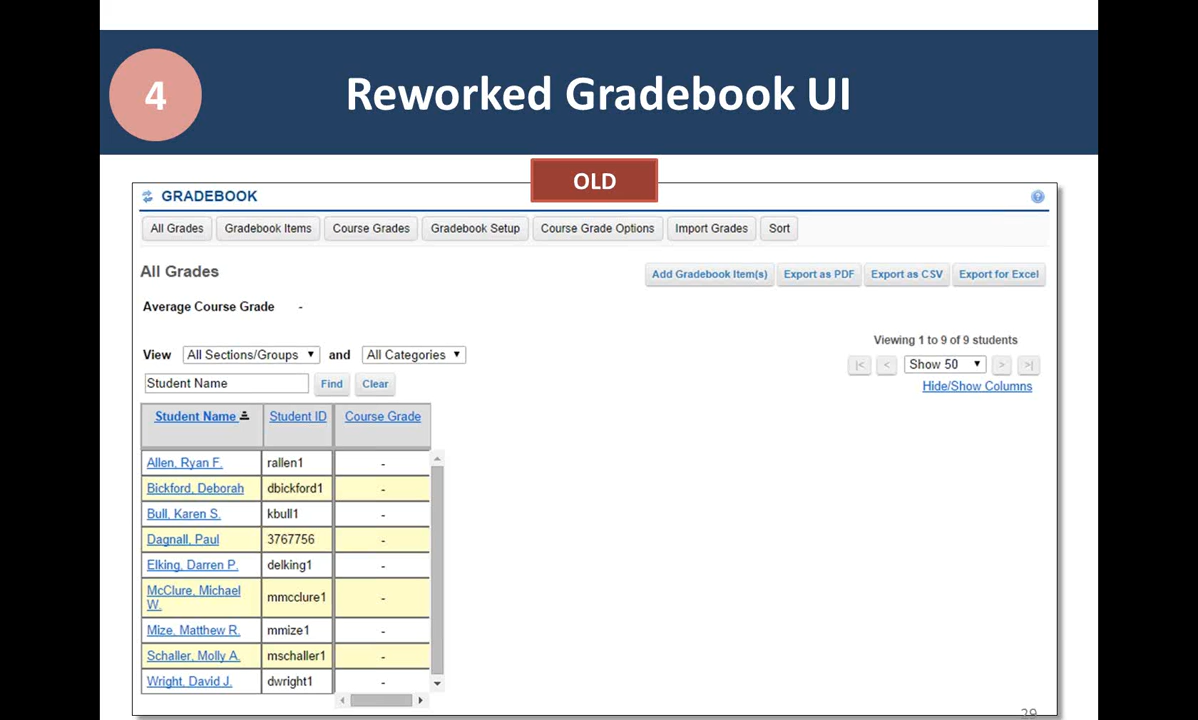 4
Reworked Gradebook UI
OLD
GRADEBOOK
All Grades Gradebook Items Course Grades Gradebook Setup Course Grade Options Import Grades Sort
All Grades
Add Gradebook Item(s) Export as PDF Export as CSV Export for Excel
Average Course Grade -
Viewing 1 to 9 of 9 students
View All Sections/Groups and All Categories
|< < Show 50 > >|
Student Name Find Clear
Hide/Show Columns
Student Name Student ID Course Grade
Allen, Ryan F. rallen1 -
Bickford, Deborah dbickford1 -
Bull, Karen S. kbull1 -
Dagnall, Paul 3767756 -
Elking, Darren P. delking1 -
McClure, Michael
W. mmcclure1 -
Mize, Matthew R. mmize1 -
Schaller, Molly A. mschaller1 -
Wright, David J. dwright1 -